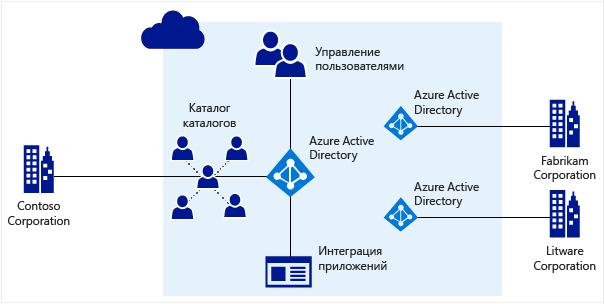 Управление
пользователями
Каталог
каталогов
Azure Active
Directory
Azure Active
Directory
Fabrikam
Corporation
Contoso
Corporation
Azure Active
Directory
Litware
Corporation
Интеграция
приложений